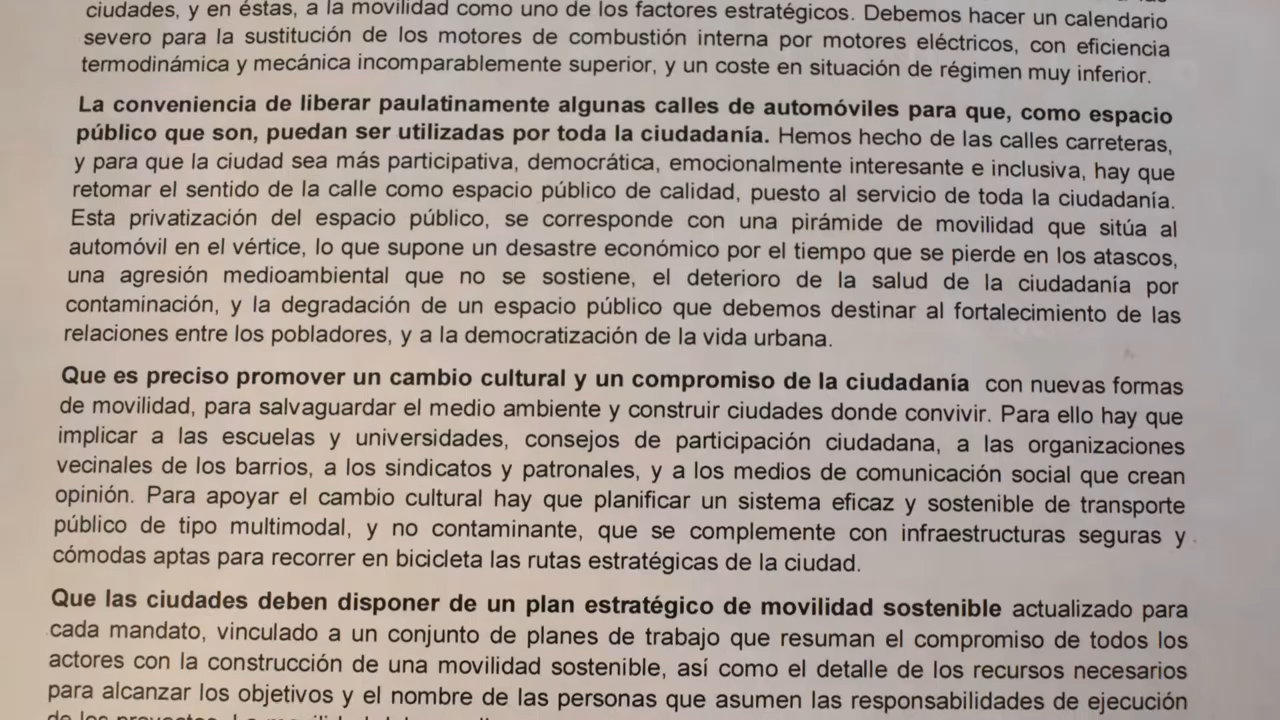 ciudades, y en éstas, a la movilidad como uno de los factores estratégicos. Debemos hacer un calendario
severo para la sustitución de los motores de combustión interna por motores eléctricos, con eficiencia
termodinámica y mecánica incomparablemente superior, y un coste en situación de régimen muy inferior.
La conveniencia de liberar paulatinamente algunas calles de automóviles para que, como espacio
público que son, puedan ser utilizadas por toda la ciudadanía. Hemos hecho de las calles carreteras,
y para que la ciudad sea más participativa, democrática, emocionalmente interesante e inclusiva, hay que
retomar el sentido de la calle como espacio público de calidad, puesto al servicio de toda la ciudadanía.
Esta privatización del espacio público, se corresponde con una pirámide de movilidad que sitúa al
automóvil en el vértice, lo que supone un desastre económico por el tiempo que se pierde en los atascos,
una agresión medioambiental que no se sostiene, el deterioro de la salud de la ciudadanía por
contaminación, y la degradación de un espacio público que debemos destinar al fortalecimiento de las
relaciones entre los pobladores, y a la democratización de la vida urbana.
Que es preciso promover un cambio cultural y un compromiso de la ciudadanía con nuevas formas
de movilidad, para salvaguardar el medio ambiente y construir ciudades donde convivir. Para ello hay que
implicar a las escuelas y universidades, consejos de participación ciudadana, a las organizaciones
vecinales de los barrios, a los sindicatos y patronales, y a los medios de comunicación social que crean
opinión. Para apoyar el cambio cultural hay que planificar un sistema eficaz y sostenible de transporte
público de tipo multimodal, y no contaminante, que se complemente con infraestructuras seguras y
cómodas aptas para recorrer en bicicleta las rutas estratégicas de la ciudad.
Que las ciudades deben disponer de un plan estratégico de movilidad sostenible actualizado para
cada mandato, vinculado a un conjunto de planes de trabajo que resuman el compromiso de todos los
actores con la construcción de una movilidad sostenible, así como el detalle de los recursos necesarios
para alcanzar los objetivos y el nombre de las personas que asumen las responsabilidades de ejecución